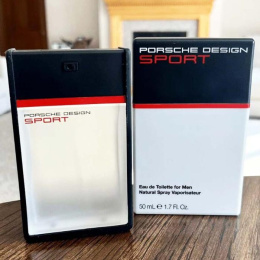 PORSCHE DESIGN
SPORT
PORSCHE DESIGN
SPORT
Eau de Toilette for Men
Natural Spray Vaporisateur
50 mL ℮ 1.7 Fl. Oz.